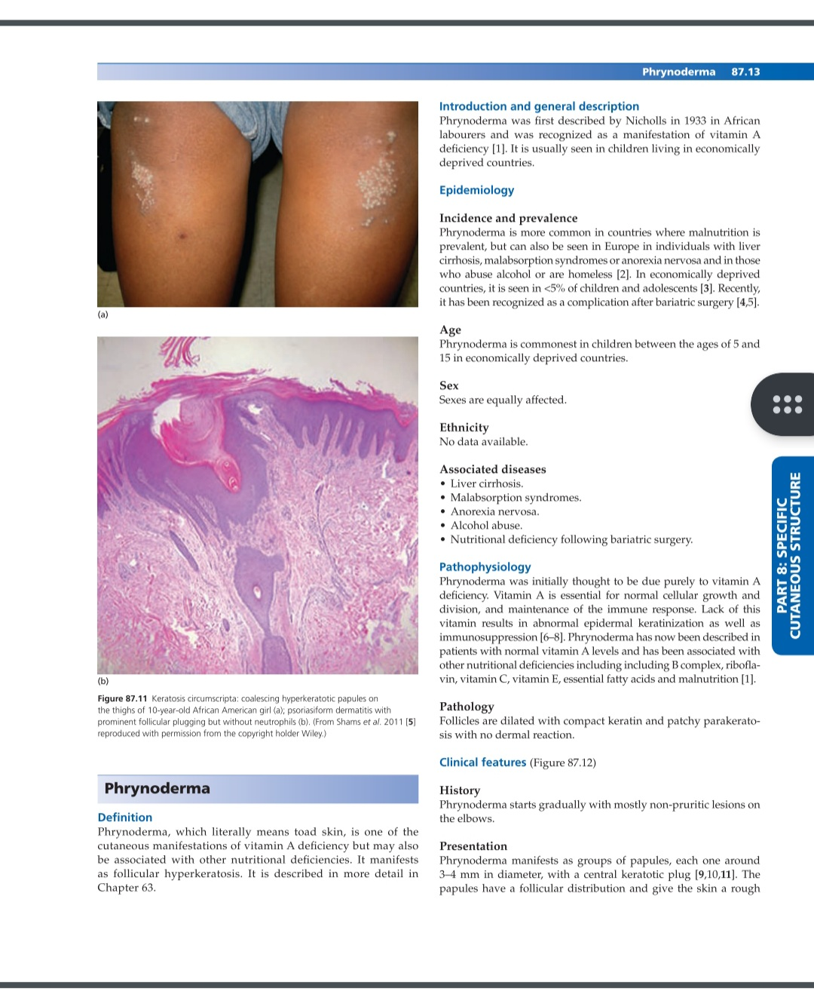 Phrynoderma 87.13
(a)
(b)
Figure 87.11 Keratosis circumscripta: coalescing hyperkeratotic papules on
the thighs of 10-year-old African American girl (a); psoriasiform dermatitis with
prominent follicular plugging but without neutrophils (b). (From Shams et al. 2011 [5]
reproduced with permission from the copyright holder Wiley.)
Phrynoderma
Definition
Phrynoderma, which literally means toad skin, is one of the
cutaneous manifestations of vitamin A deficiency but may also
be associated with other nutritional deficiencies. It manifests
as follicular hyperkeratosis. It is described in more detail in
Chapter 63.
Introduction and general description
Phrynoderma was first described by Nicholls in 1933 in African
labourers and was recognized as a manifestation of vitamin A
deficiency [1]. It is usually seen in children living in economically
deprived countries.
Epidemiology
Incidence and prevalence
Phrynoderma is more common in countries where malnutrition is
prevalent, but can also be seen in Europe in individuals with liver
cirrhosis, malabsorption syndromes or anorexia nervosa and in those
who abuse alcohol or are homeless [2]. In economically deprived
countries, it is seen in <5% of children and adolescents [3]. Recently,
it has been recognized as a complication after bariatric surgery [4,5].
Age
Phrynoderma is commonest in children between the ages of 5 and
15 in economically deprived countries.
Sex
Sexes are equally affected.
Ethnicity
No data available.
Associated diseases
• Liver cirrhosis.
• Malabsorption syndromes.
• Anorexia nervosa.
• Alcohol abuse.
• Nutritional deficiency following bariatric surgery.
Pathophysiology
Phrynoderma was initially thought to be due purely to vitamin A
deficiency. Vitamin A is essential for normal cellular growth and
division, and maintenance of the immune response. Lack of this
vitamin results in abnormal epidermal keratinization as well as
immunosuppression [6–8]. Phrynoderma has now been described in
patients with normal vitamin A levels and has been associated with
other nutritional deficiencies including including B complex, ribofla-
vin, vitamin C, vitamin E, essential fatty acids and malnutrition [1].
Pathology
Follicles are dilated with compact keratin and patchy parakerato-
sis with no dermal reaction.
Clinical features (Figure 87.12)
History
Phrynoderma starts gradually with mostly non-pruritic lesions on
the elbows.
Presentation
Phrynoderma manifests as groups of papules, each one around
3–4 mm in diameter, with a central keratotic plug [9,10,11]. The
papules have a follicular distribution and give the skin a rough
PART 8: SPECIFIC
CUTANEOUS STRUCTURE